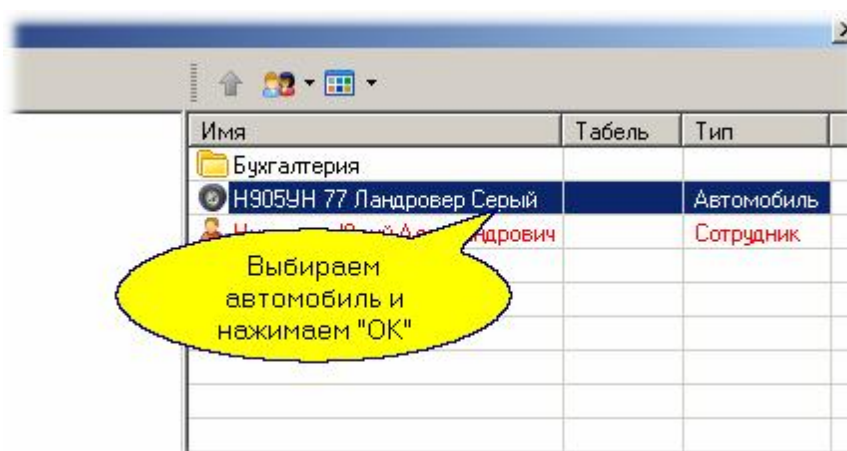 Имя Табель Тип
Бухгалтерия
Н905УН 77 Ландровер Серый Автомобиль
Сотрудник
Выбираем
автомобиль и
нажимаем "ОК"